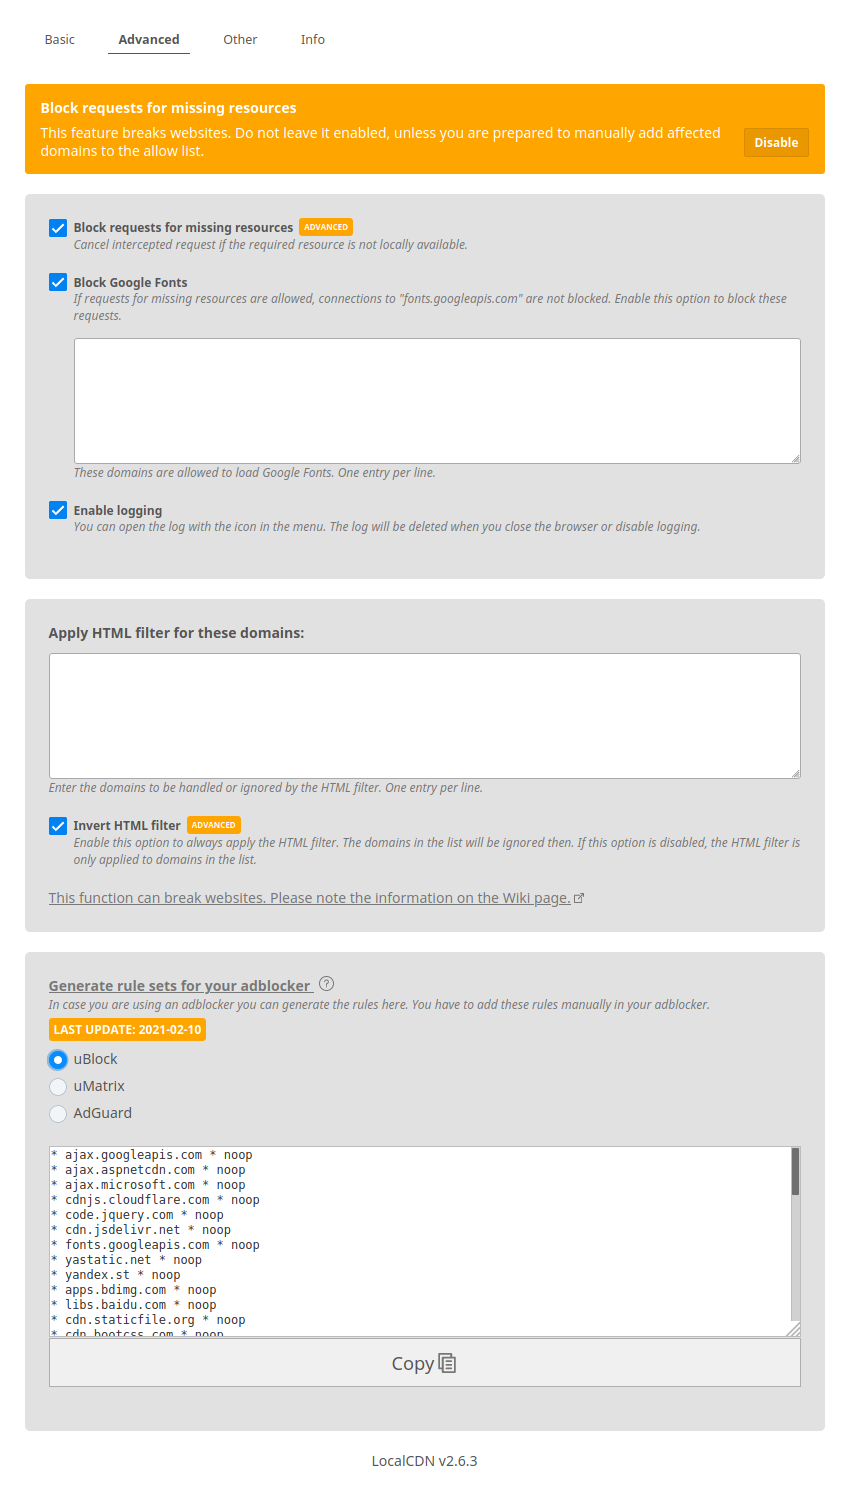 Basic Advanced Other Info
Block requests for missing resources
This feature breaks websites. Do not leave it enabled, unless you are prepared to manually add affected
domains to the allow list.
Disable
Block requests for missing resources ADVANCED
Cancel intercepted request if the required resource is not locally available.
Block Google Fonts
If requests for missing resources are allowed, connections to "fonts.googleapis.com" are not blocked. Enable this option to block these
requests.
These domains are allowed to load Google Fonts. One entry per line.
Enable logging
You can open the log with the icon in the menu. The log will be deleted when you close the browser or disable logging.
Apply HTML filter for these domains:
Enter the domains to be handled or ignored by the HTML filter. One entry per line.
Invert HTML filter ADVANCED
Enable this option to always apply the HTML filter. The domains in the list will be ignored then. If this option is disabled, the HTML filter is
only applied to domains in the list.
This function can break websites. Please note the information on the Wiki page.
Generate rule sets for your adblocker
In case you are using an adblocker you can generate the rules here. You have to add these rules manually in your adblocker.
LAST UPDATE: 2021-02-10
uBlock
uMatrix
AdGuard
* ajax.googleapis.com * noop
* ajax.aspnetcdn.com * noop
* ajax.microsoft.com * noop
* cdnjs.cloudflare.com * noop
* code.jquery.com * noop
* cdn.jsdelivr.net * noop
* fonts.googleapis.com * noop
* yastatic.net * noop
* yandex.st * noop
* apps.bdimg.com * noop
* libs.baidu.com * noop
* cdn.staticfile.org * noop
* cdn.bootcss.com * noop
Copy
LocalCDN v2.6.3